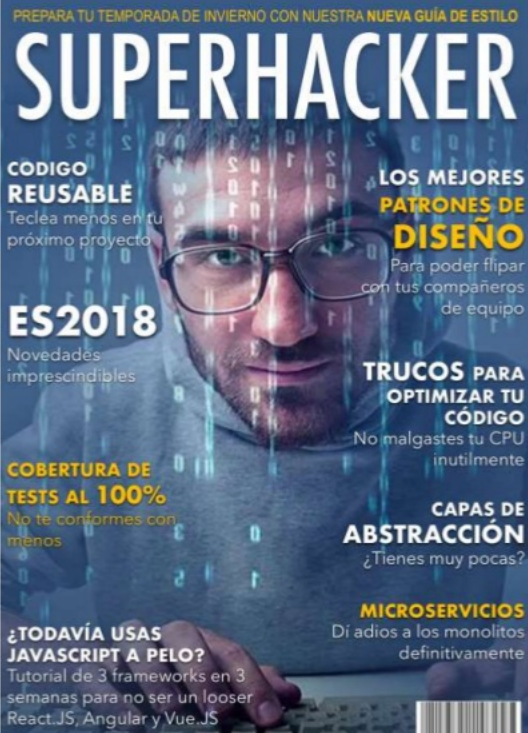 PREPARA TU TEMPORADA DE INVIERNO CON NUESTRA NUEVA GUÍA DE ESTILO
SUPERHACKER
CODIGO
REUSABLE
Teclea menos en tu
próximo proyecto
ES2018
Novedades
imprescindibles
COBERTURA DE
TESTS AL 100%
No te conformes con
menos
¿TODAVÍA USAS
JAVASCRIPT A PELO?
Tutorial de 3 frameworks en 3
semanas para no ser un looser
React.JS, Angular y Vue.JS
LOS MEJORES
PATRONES DE
DISEÑO
Para poder flipar
con tus compañeros
de equipo
TRUCOS PARA
OPTIMIZAR TU
CÓDIGO
No malgastes tu CPU
inutilmente
CAPAS DE
ABSTRACCIÓN
¿Tienes muy pocas?
MICROSERVICIOS
Dí adios a los monolitos
definitivamente